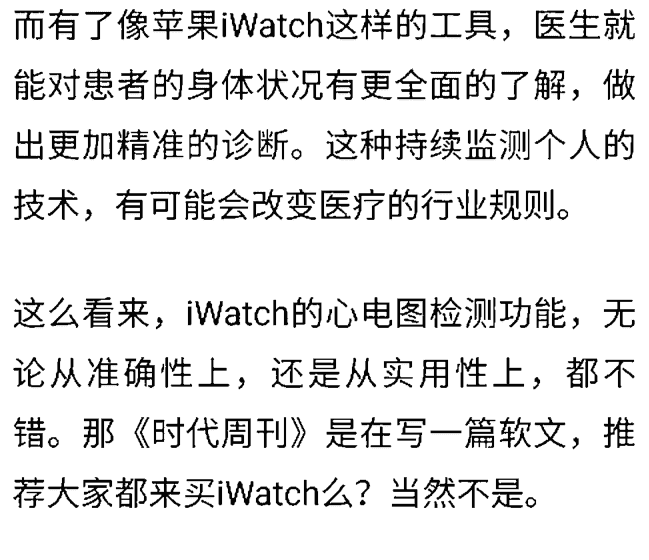 而有了像苹果iWatch这样的工具，医生就
能对患者的身体状况有更全面的了解，做
出更加精准的诊断。这种持续监测个人的
技术，有可能会改变医疗的行业规则。
这么看来，iWatch的心电图检测功能，无
论从准确性上，还是从实用性上，都不
错。那《时代周刊》是在写一篇软文，推
荐大家都来买iWatch么？当然不是。